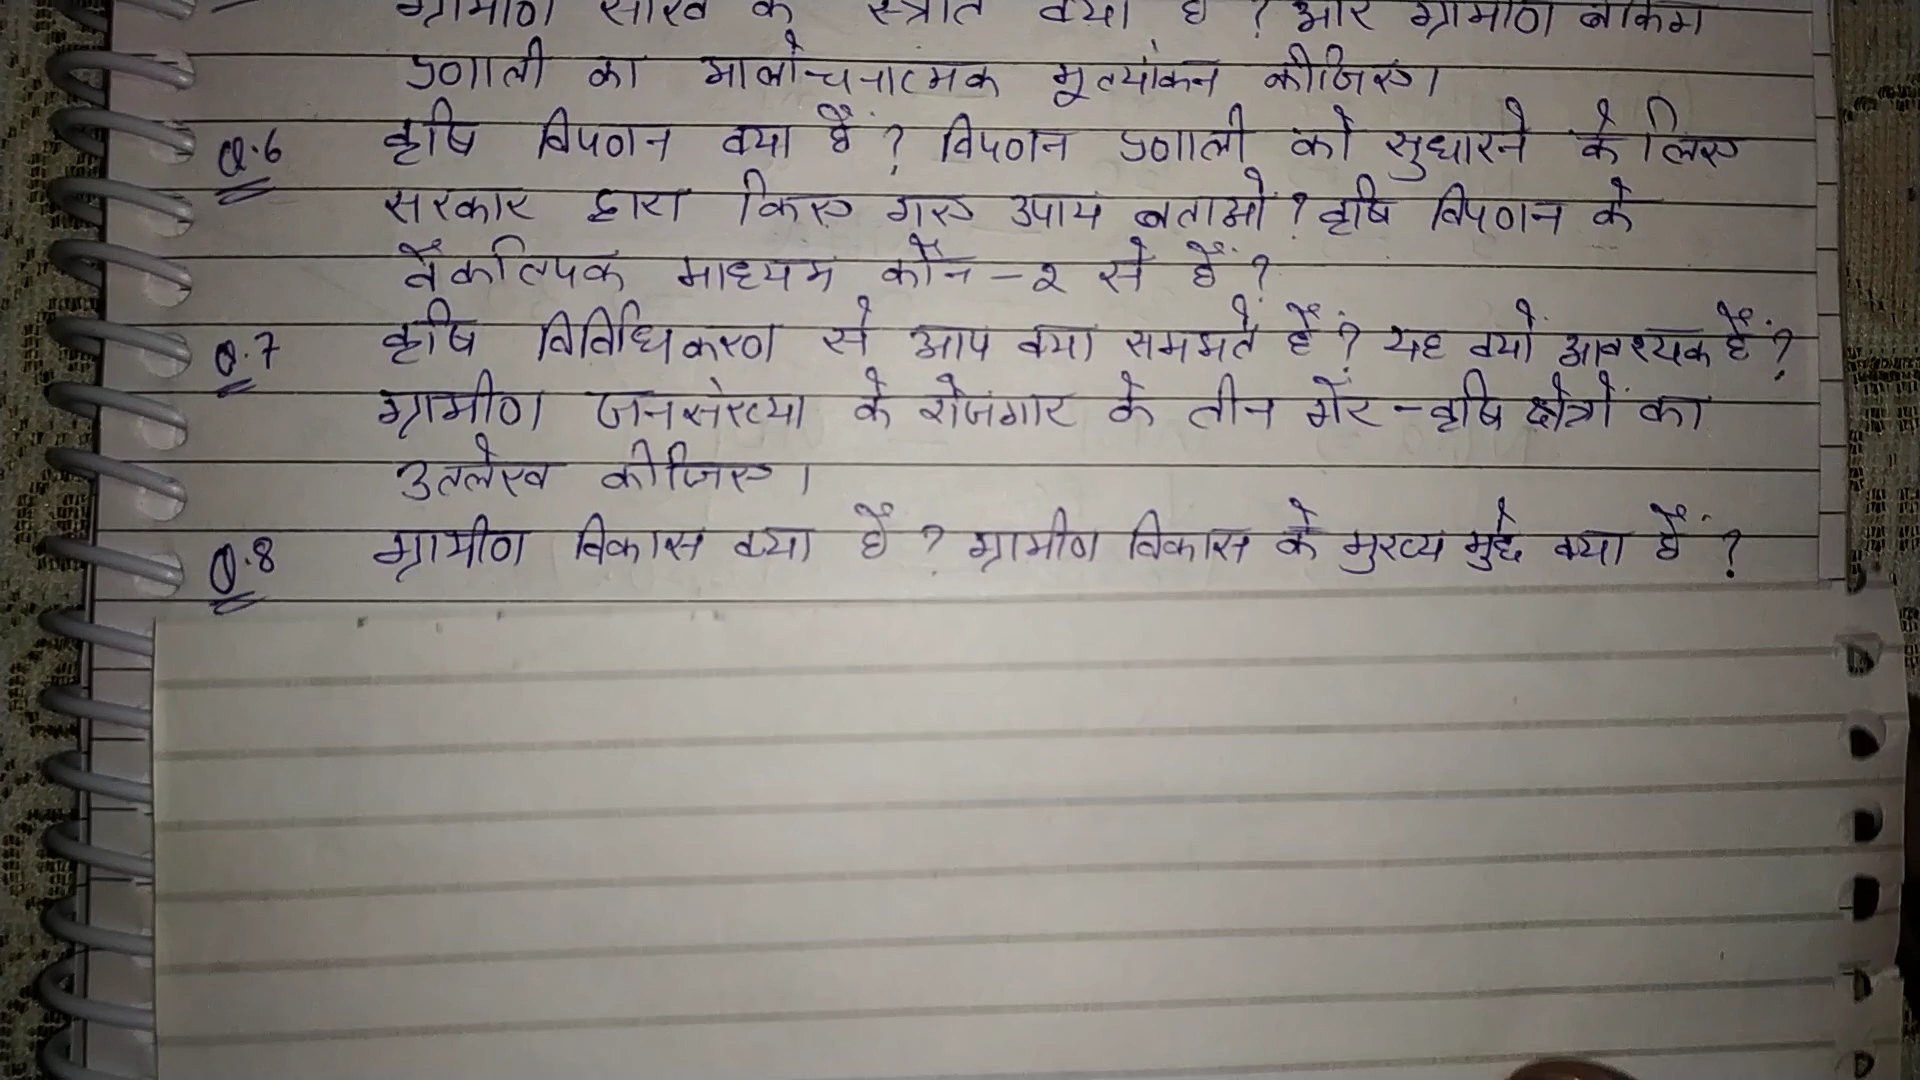 ग्रामीण साख के स्त्रोत क्या है ? और ग्रामीण बैंकिंग
प्रणाली का आलोचनात्मक मूल्यांकन कीजिए।
Q.6 कृषि विपणन क्या है ? विपणन प्रणाली को सुधारने के लिए
सरकार द्वारा किए गए उपाय बताओ ? कृषि विपणन के
वैकल्पिक माध्यम कौन -२ से हैं ?
Q.7 कृषि विविधिकरण से आप क्या समझते हैं ? यह क्यों आवश्यक हैं ?
ग्रामीण जनसंख्या के रोजगार के तीन गैर - कृषि क्षेत्रों का
उल्लेख कीजिए।
Q.8 ग्रामीण विकास क्या है ? ग्रामीण विकास के मुख्य मुद्दे क्या हैं ?